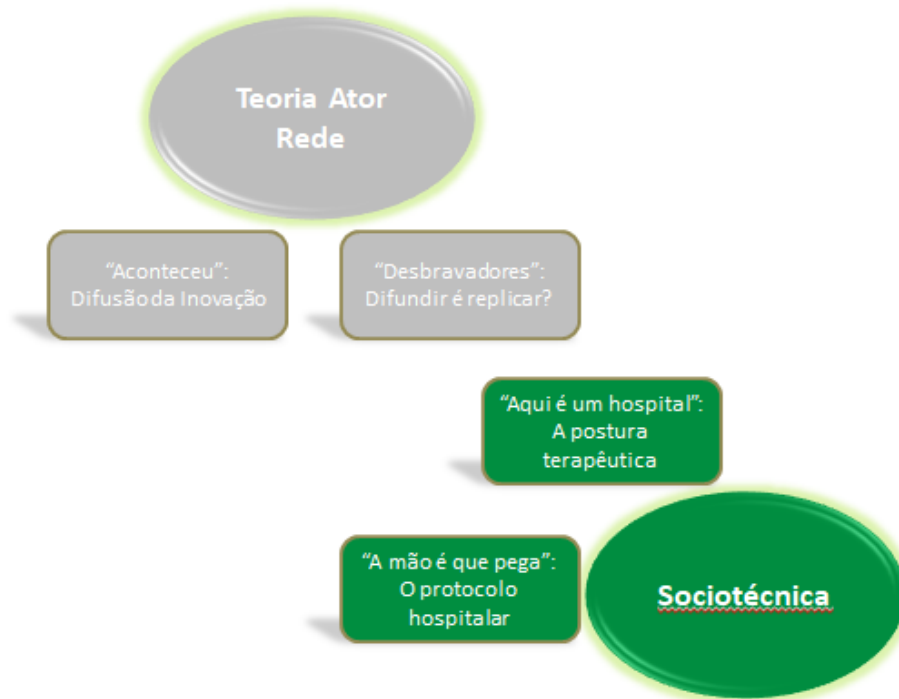 Teoria Ator
Rede
“Aconteceu”:
Difusão da Inovação
“Desbravadores”:
Difundir é replicar?
“Aqui é um hospital”:
A postura
terapêutica
“A mão é que pega”:
O protocolo
hospitalar
Sociotécnica